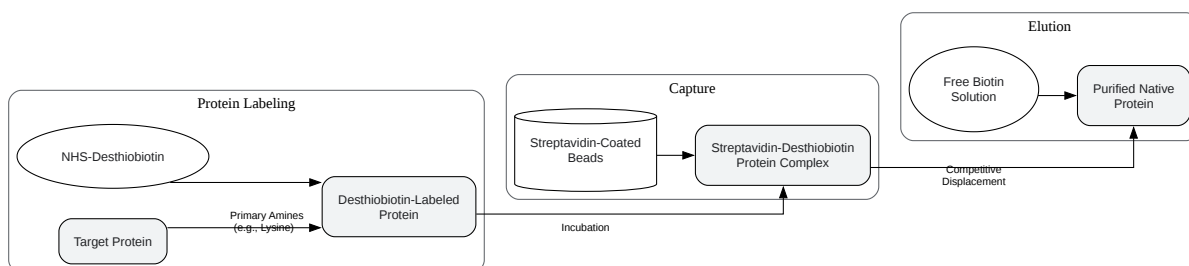 Protein Labeling
NHS-Desthiobiotin
Target Protein
Primary Amines
(e.g., Lysine)
Desthiobiotin-Labeled
Protein
Incubation
Capture
Streptavidin-Coated
Beads
Streptavidin-Desthiobiotin
Protein Complex
Competitive
Displacement
Elution
Free Biotin
Solution
Purified Native
Protein